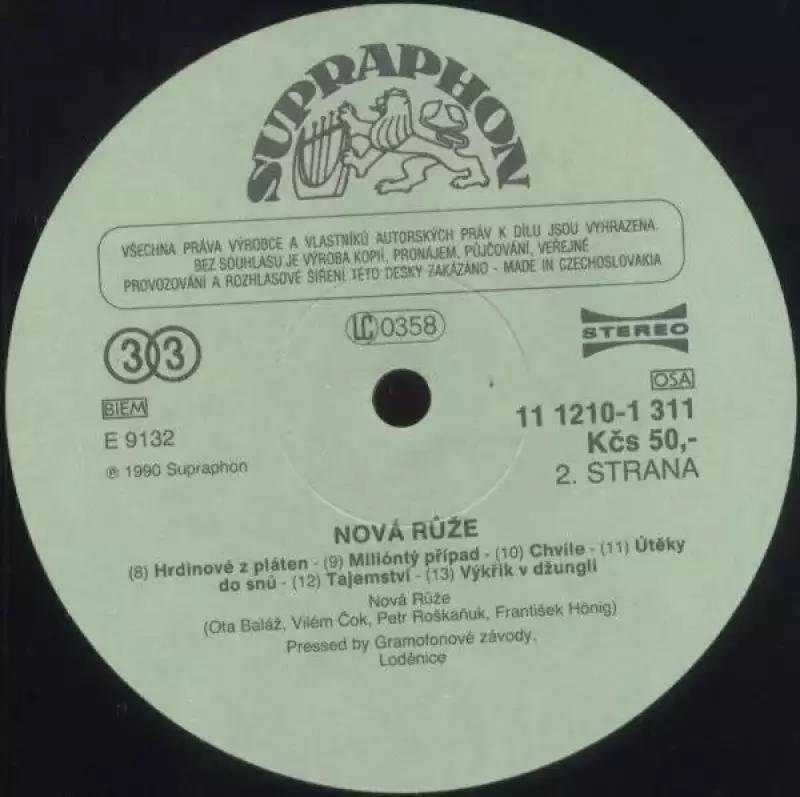 SUPRAPHON
VŠECHNA PRÁVA VÝROBCE A VLASTNÍKŮ AUTORSKÝCH PRÁV K DÍLU JSOU VYHRAZENA.
BEZ SOUHLASU JE VÝROBA KOPIÍ, PRONÁJEM, PŮJČOVÁNÍ, VEŘEJNÉ
PROVOZOVÁNÍ A ROZHLASOVÉ ŠÍŘENÍ TÉTO DESKY ZAKÁZÁNO - MADE IN CZECHOSLOVAKIA
33
LC 0358
STEREO
BIEM
OSA
E 9132
11 1210-1 311
Kčs 50,-
℗ 1990 Supraphon
2. STRANA
NOVÁ RŮŽE
(8) Hrdinové z pláten - (9) Milióntý případ - (10) Chvíle - (11) Útěky
do snů - (12) Tajemství - (13) Výkřik v džungli
Nová Růže
(Ota Baláž, Vilém Čok, Petr Roškaňuk, František Hönig)
Pressed by Gramofonové závody,
Loděnice